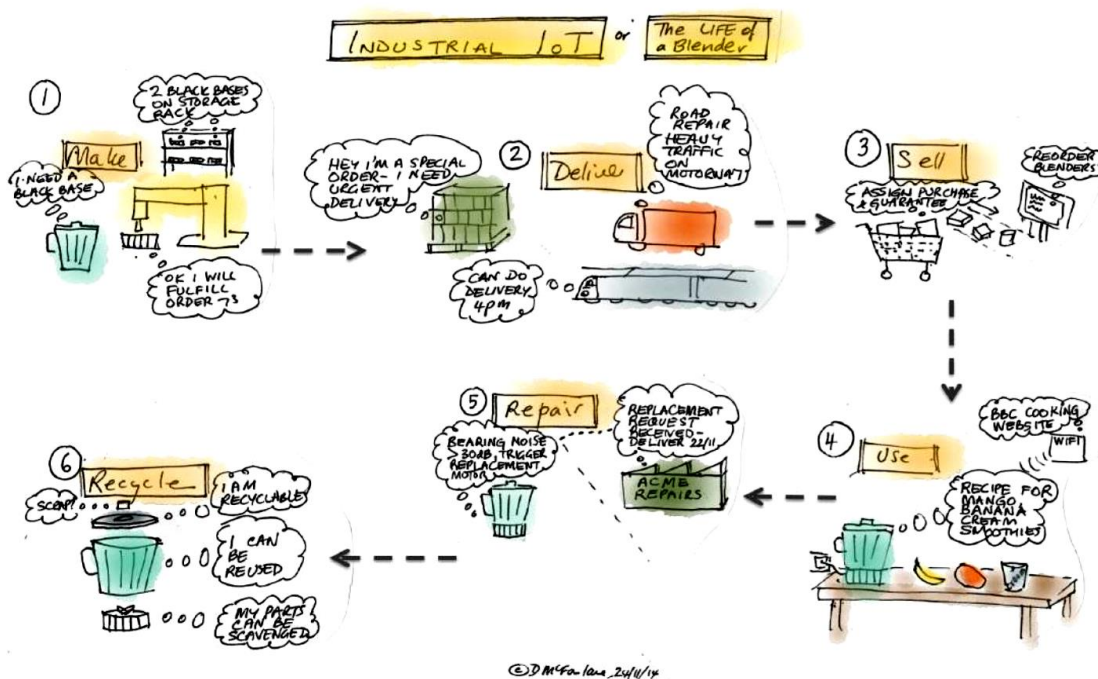 INDUSTRIAL IoT
or
The LIFE of
a Blender
1
Make
2 BLACK BASES
ON STORAGE
RACK
I NEED A
BLACK BASE
OK I WILL
FULFILL
ORDER 73
2
Deliver
HEY I'M A SPECIAL
ORDER - I NEED
URGENT
DELIVERY
ROAD
REPAIR
HEAVY
TRAFFIC
ON
MOTORWAY
CAN DO
DELIVERY
4PM
3
Sell
ASSIGN PURCHASE
& GUARANTEE
REORDER
BLENDERS
4
Use
BBC COOKING
WEBSITE
WIFI
RECIPE FOR
MANGO
BANANA
CREAM
SMOOTHIES
5
Repair
BEARING NOISE
> 30dB, TRIGGER
REPLACEMENT
MOTOR
REPLACEMENT
REQUEST
RECEIVED -
DELIVER 22/11
ACME
REPAIRS
6
Recycle
I AM
RECYCLABLE
I CAN
BE
REUSED
MY PARTS
CAN BE
SCAVENGED
© D McFarlane, 24/11/14